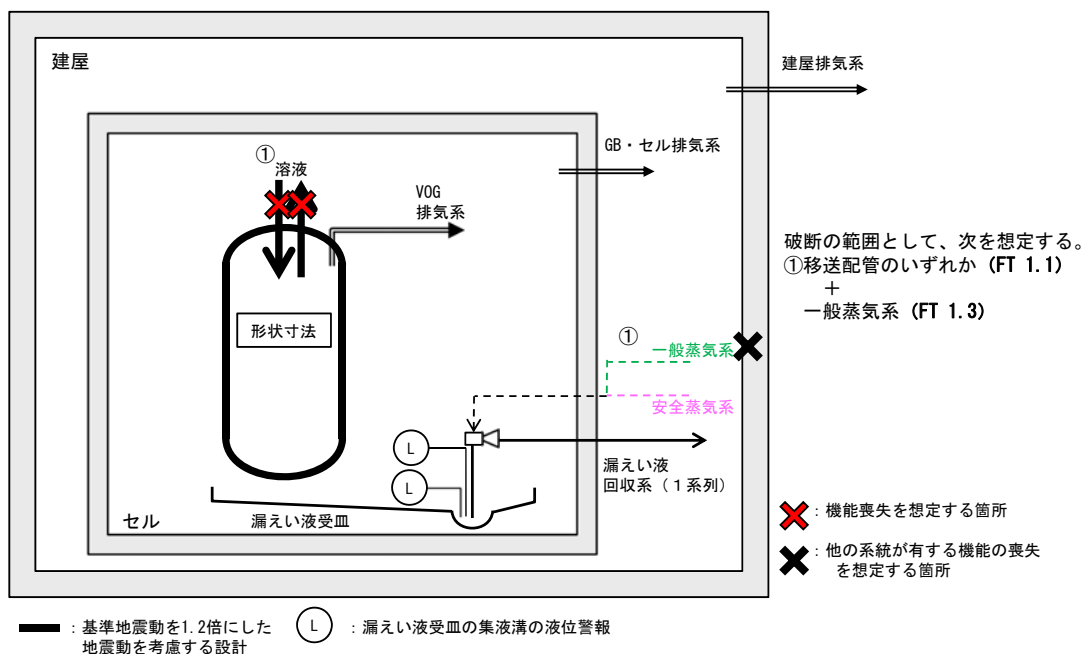 建屋
建屋排気系
GB・セル排気系
①
溶液
VOG
排気系
破断の範囲として、次を想定する。
①移送配管のいずれか (FT 1.1)
＋
一般蒸気系 (FT 1.3)
形状寸法
①
一般蒸気系
安全蒸気系
L
L
漏えい液
回収系（１系列）
セル
漏えい液受皿
：機能喪失を想定する箇所
：他の系統が有する機能の喪失
を想定する箇所
：基準地震動を1.2倍にした
地震動を考慮する設計
L
：漏えい液受皿の集液溝の液位警報